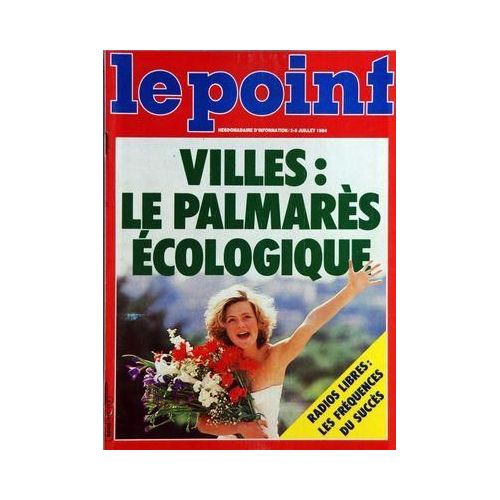 le point
HEBDOMADAIRE D'INFORMATION / 2-8 JUILLET 1984
VILLES :
LE PALMARÈS
ÉCOLOGIQUE
RADIOS LIBRES :
LES FRÉQUENCES
DU SUCCÈS